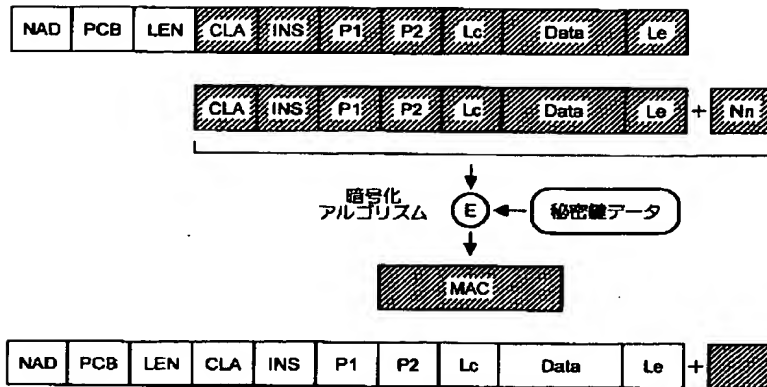 NAD PCB LEN CLA INS P1 P2 Lc Data Le
CLA INS P1 P2 Lc Data Le + Nn
暗号化
アルゴリズム E 秘密鍵データ
MAC
NAD PCB LEN CLA INS P1 P2 Lc Data Le +